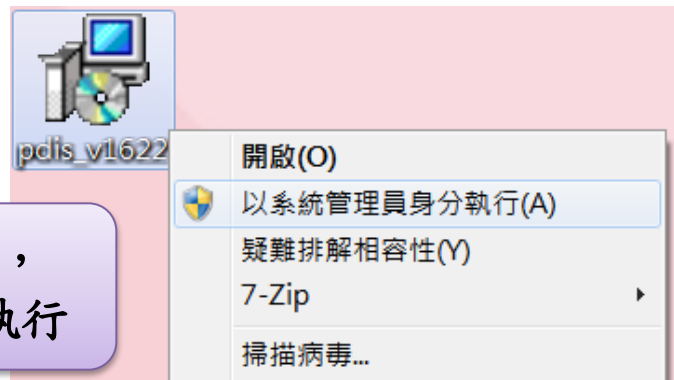 pdis_v1622
開啟(O)
以系統管理員身分執行(A)
疑難排解相容性(Y)
7-Zip
掃描病毒...
，
執行